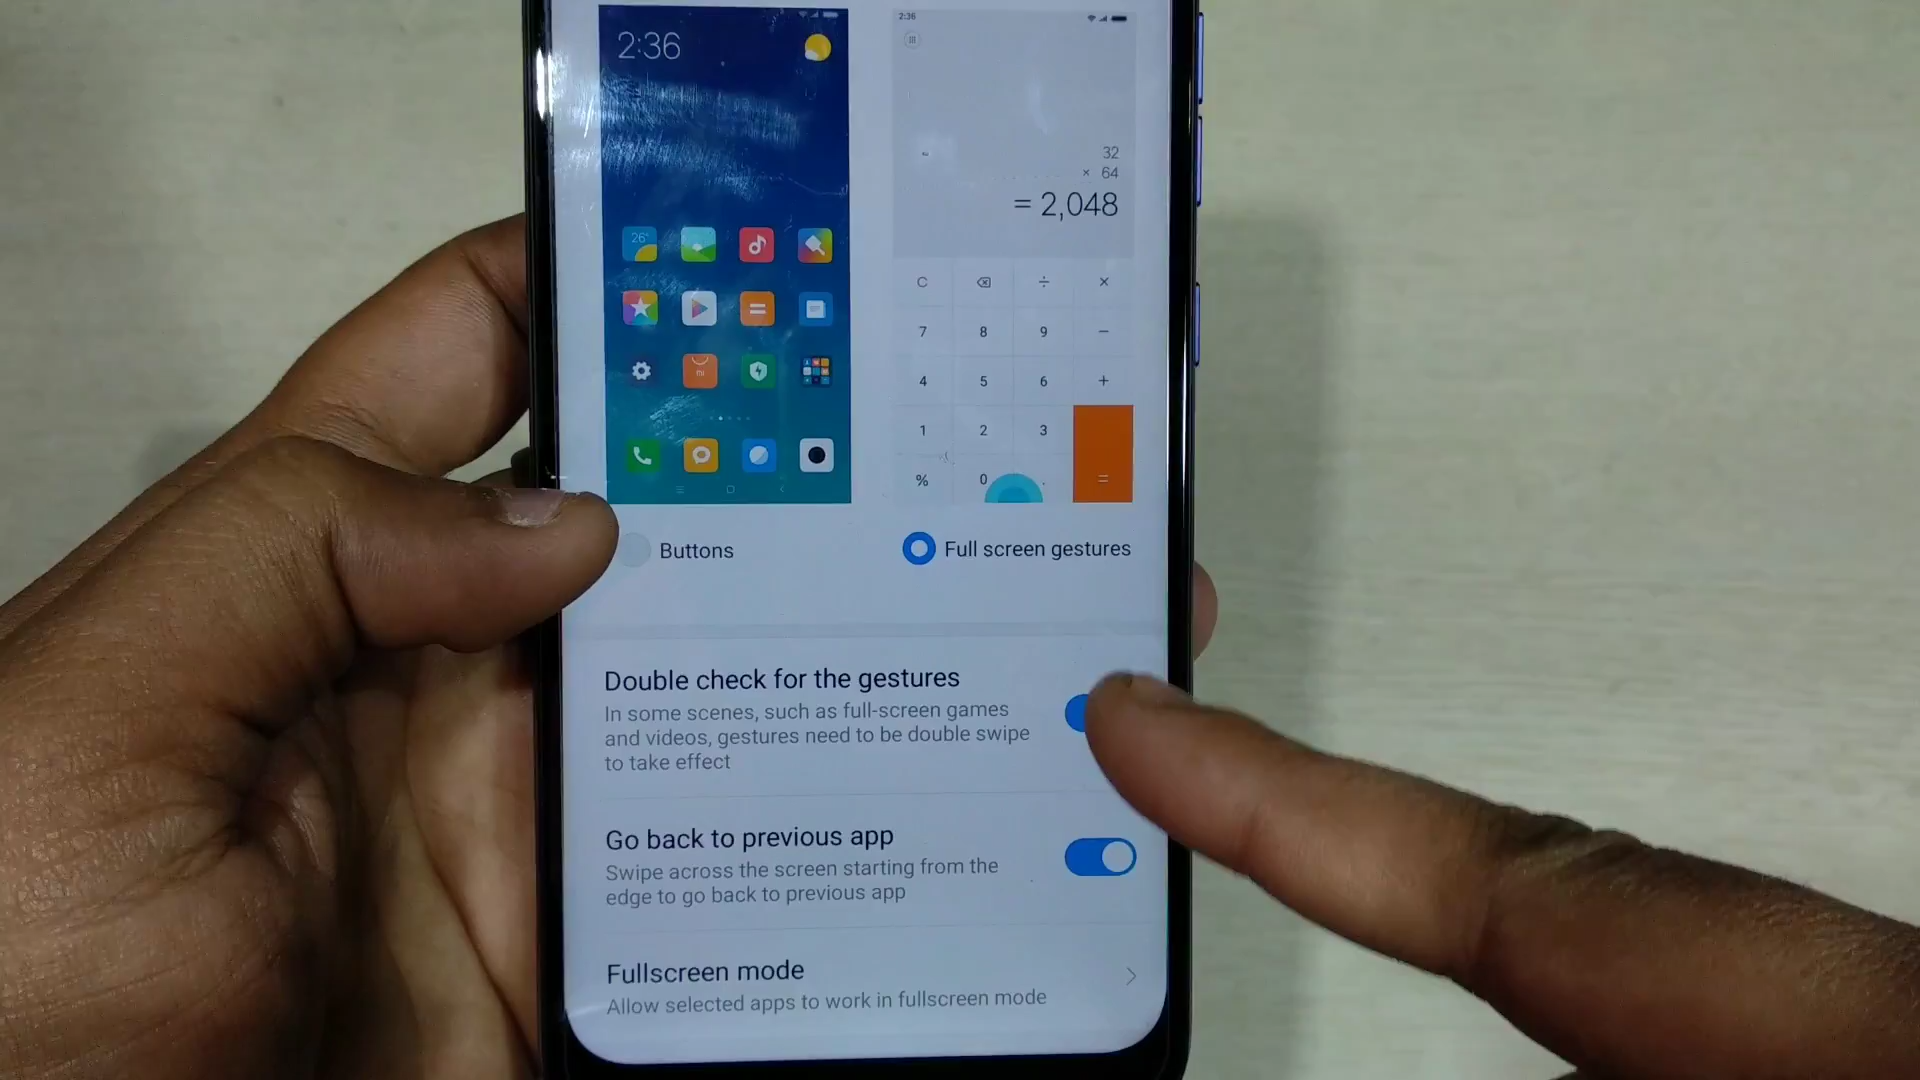 2:36
2:36
32
× 64
= 2,048
26°
C ÷ ×
7 8 9 −
mi
4 5 6 +
1 2 3
% 0 . =
Buttons
Full screen gestures
Double check for the gestures
In some scenes, such as full-screen games
and videos, gestures need to be double swipe
to take effect
Go back to previous app
Swipe across the screen starting from the
edge to go back to previous app
Fullscreen mode
Allow selected apps to work in fullscreen mode